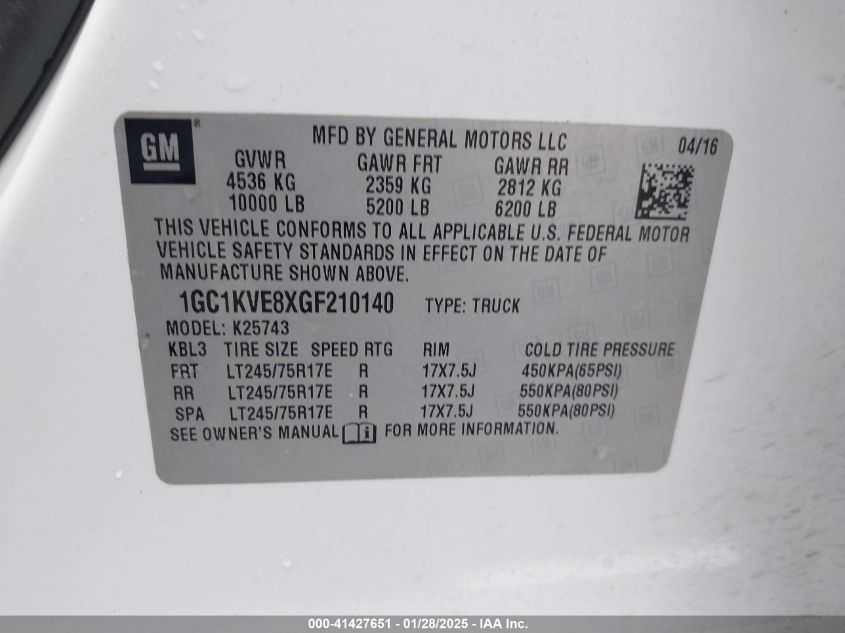 GM®
MFD BY GENERAL MOTORS LLC 04/16
GVWR GAWR FRT GAWR RR
4536 KG 2359 KG 2812 KG
10000 LB 5200 LB 6200 LB
THIS VEHICLE CONFORMS TO ALL APPLICABLE U.S. FEDERAL MOTOR
VEHICLE SAFETY STANDARDS IN EFFECT ON THE DATE OF
MANUFACTURE SHOWN ABOVE.
1GC1KVE8XGF210140 TYPE: TRUCK
MODEL: K25743
KBL3 TIRE SIZE SPEED RTG RIM COLD TIRE PRESSURE
FRT LT245/75R17E R 17X7.5J 450KPA(65PSI)
RR LT245/75R17E R 17X7.5J 550KPA(80PSI)
SPA LT245/75R17E R 17X7.5J 550KPA(80PSI)
SEE OWNER'S MANUAL i FOR MORE INFORMATION.
000-41427651 - 01/28/2025 - IAA Inc.